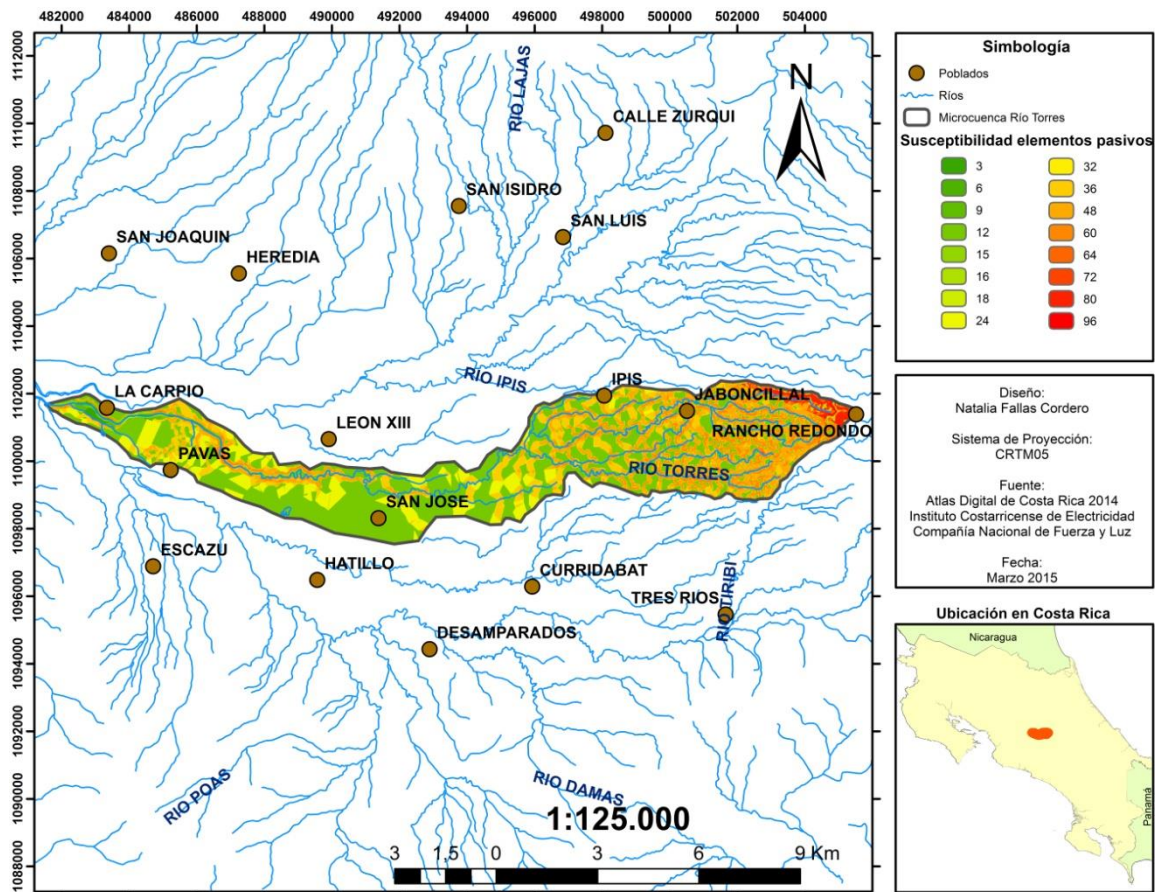 482000 484000 486000 488000 490000 492000 494000 496000 498000 500000 502000 504000
1112000
1110000
1108000
1106000
1104000
1102000
1100000
1098000
1096000
1094000
1092000
1090000
1088000
RIO LAJAS
N
CALLE ZURQUI
SAN ISIDRO
SAN LUIS
SAN JOAQUIN
HEREDIA
RIO IPIS
IPIS
LA CARPIO
JABONCILLAL
LEON XIII
RANCHO REDONDO
PAVAS
RIO TORRES
SAN JOSE
ESCAZU
HATILLO
CURRIDABAT
TRES RIOS
DESAMPARADOS
RIO POAS
RIO DAMAS
1:125.000
3 1,5 0 3 6 9 Km
Simbología
Poblados
Ríos
Microcuenca Río Torres
Susceptibilidad elementos pasivos
3 32
6 36
9 48
12 60
15 64
16 72
18 80
24 96
Diseño:
Natalia Fallas Cordero
Sistema de Proyección:
CRTM05
Fuente:
Atlas Digital de Costa Rica 2014
Instituto Costarricense de Electricidad
Compañía Nacional de Fuerza y Luz
Fecha:
Marzo 2015
Ubicación en Costa Rica
Nicaragua
Panamá